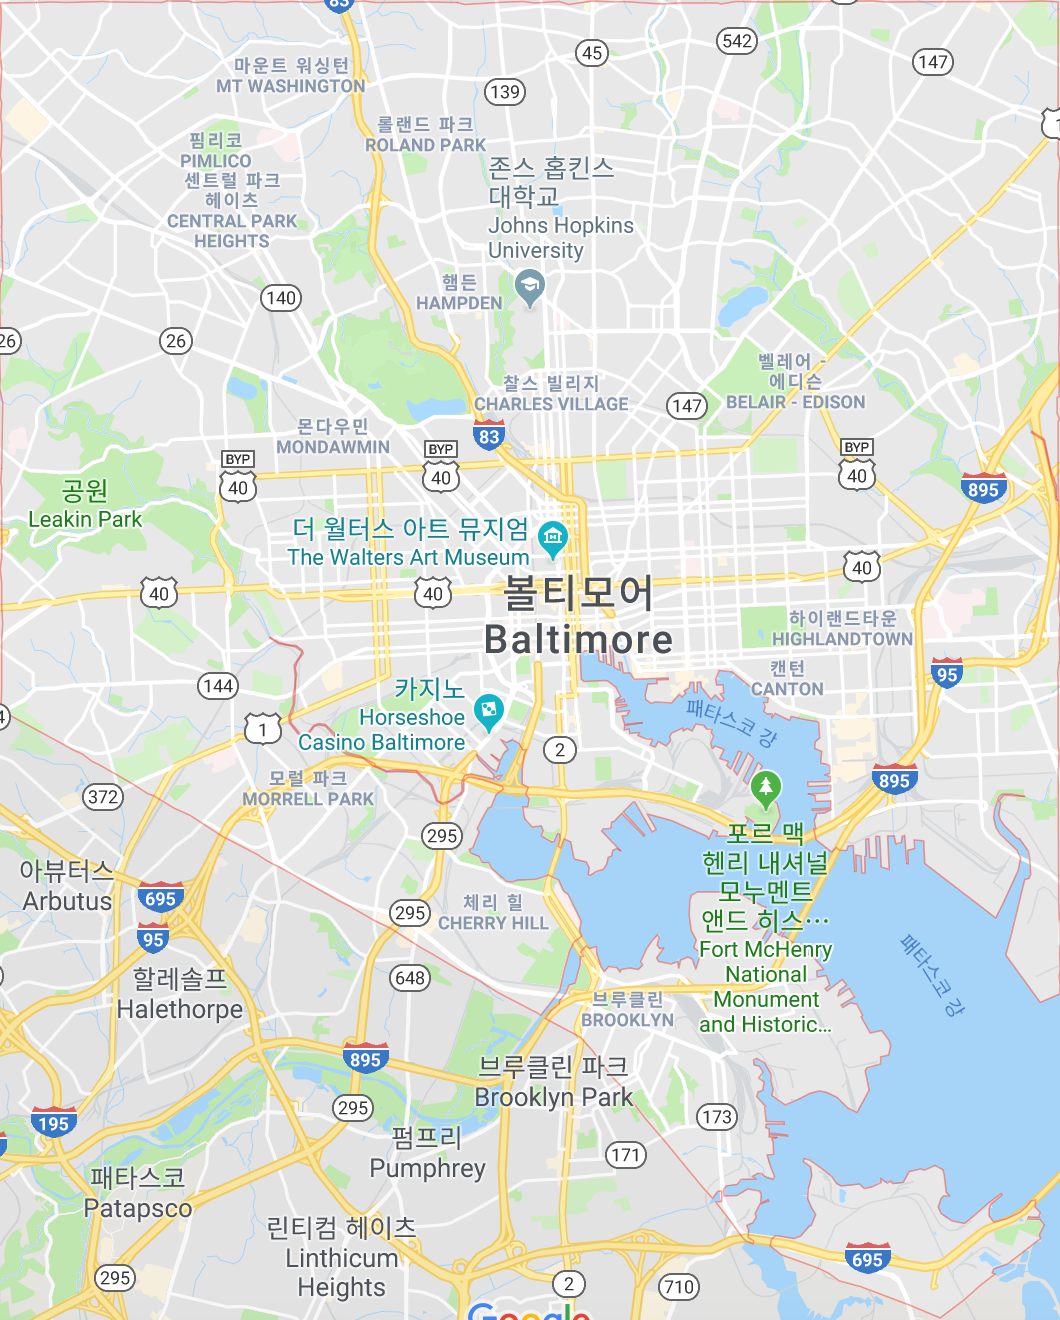 83
542
45
147
마운트 워싱턴
MT WASHINGTON
139
1
롤랜드 파크
ROLAND PARK
핌리코
PIMLICO
센트럴 파크
헤이츠
CENTRAL PARK
HEIGHTS
존스 홉킨스
대학교
Johns Hopkins
University
햄든
HAMPDEN
140
26
26
벨레어 -
에디슨
BELAIR - EDISON
찰스 빌리지
CHARLES VILLAGE
147
몬다우민
MONDAWMIN
83
BYP
40
BYP
40
BYP
40
895
공원
Leakin Park
더 월터스 아트 뮤지엄
The Walters Art Museum
40
40
40
볼티모어
Baltimore
하이랜드타운
HIGHLANDTOWN
캔턴
CANTON
95
144
카지노
Horseshoe
Casino Baltimore
패타스코 강
1
2
4
모럴 파크
MORRELL PARK
895
372
295
포르 맥
헨리 내셔널
모누멘트
앤드 히스…
Fort McHenry
National
Monument
and Historic...
아뷰터스
Arbutus
695
95
체리 힐
CHERRY HILL
295
패타스코 강
648
할레솔프
Halethorpe
브루클린
BROOKLYN
895
브루클린 파크
Brooklyn Park
295
173
195
펌프리
Pumphrey
171
패타스코
Patapsco
린티컴 헤이츠
Linthicum
Heights
695
295
2
710
Google